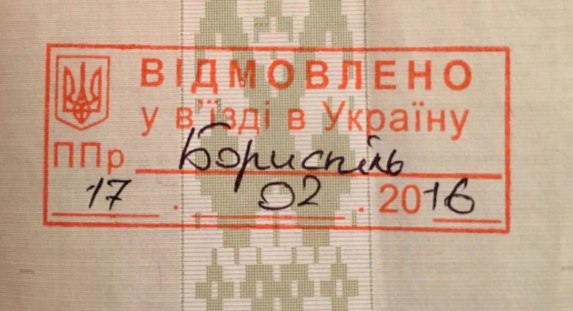 ВІДМОВЛЕНО
у в'їзді в Україну
ППр Бориспіль
17 . 02 . 2016